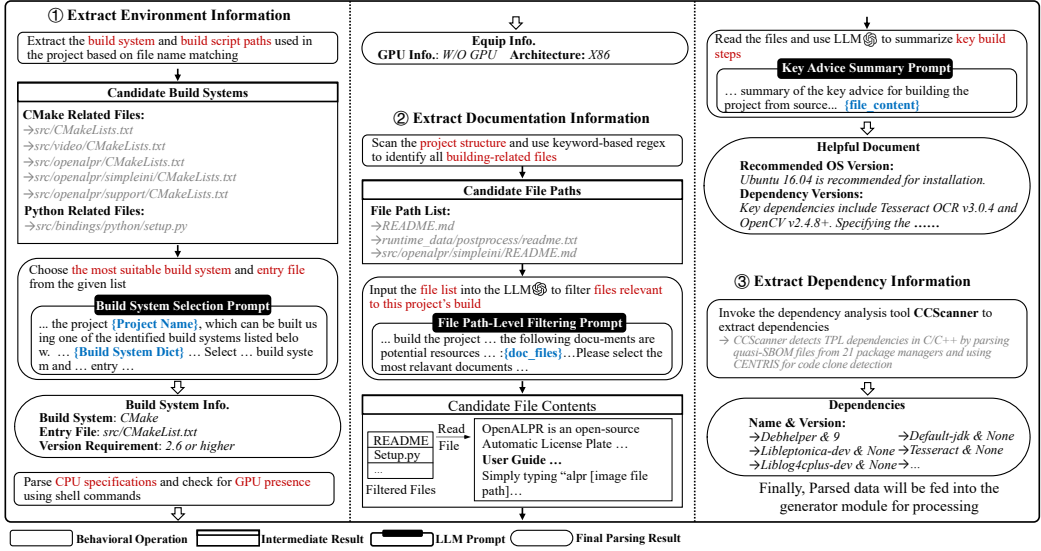 ① Extract Environment Information
Extract the build system and build script paths used in
the project based on file name matching
Candidate Build Systems
CMake Related Files:
→src/CMakeLists.txt
→src/video/CMakeLists.txt
→src/openalpr/CMakeLists.txt
→src/openalpr/simpleini/CMakeLists.txt
→src/openalpr/support/CMakeLists.txt
Python Related Files:
→src/bindings/python/setup.py
Choose the most suitable build system and entry file
from the given list
Build System Selection Prompt
... the project {Project Name}, which can be built us
ing one of the identified build systems listed belo
w. … {Build System Dict} … Select … build syste
m and … entry …
Build System Info.
Build System: CMake
Entry File: src/CMakeList.txt
Version Requirement: 2.6 or higher
Parse CPU specifications and check for GPU presence
using shell commands
Equip Info.
GPU Info.: W/O GPU Architecture: X86
② Extract Documentation Information
Scan the project structure and use keyword-based regex
to identify all building-related files
Candidate File Paths
File Path List:
→README.md
→runtime_data/postprocess/readme.txt
→src/openalpr/simpleini/README.md
Input the file list into the LLM to filter files relevant
to this project's build
File Path-Level Filtering Prompt
... build the project … the following docu-ments are
potential resources … :{doc_files}…Please select the
most relevant documents …
Candidate File Contents
README
Setup.py
...
Filtered Files
Read
File
OpenALPR is an open-source
Automatic License Plate …
User Guide …
Simply typing “alpr [image file
path]…
Read the files and use LLM to summarize key build
steps
Key Advice Summary Prompt
… summary of the key advice for building the
project from source... {file_content}
Helpful Document
Recommended OS Version:
Ubuntu 16.04 is recommended for installation.
Dependency Versions:
Key dependencies include Tesseract OCR v3.0.4 and
OpenCV v2.4.8+. Specifying the ……
③ Extract Dependency Information
Invoke the dependency analysis tool CCScanner to
extract dependencies
→ CCScanner detects TPL dependencies in C/C++ by parsing
quasi-SBOM files from 21 package managers and using
CENTRIS for code clone detection
Dependencies
Name & Version:
→Debhelper & 9 →Default-jdk & None
→Libleptonica-dev & None →Tesseract & None
→Liblog4cplus-dev & None →...
Finally, Parsed data will be fed into the
generator module for processing
Behavioral Operation Intermediate Result LLM Prompt Final Parsing Result